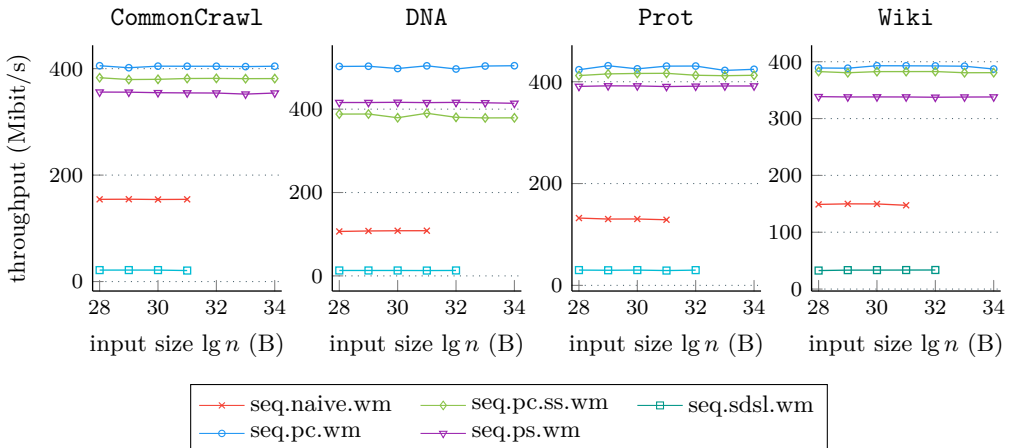 CommonCrawl DNA Prot Wiki
throughput (Mibit/s)
400
200
0
28 30 32 34
400
200
0
28 30 32 34
400
200
0
28 30 32 34
400
300
200
100
0
28 30 32 34
input size lg n (B) input size lg n (B) input size lg n (B) input size lg n (B)
seq.naive.wm seq.pc.ss.wm seq.sdsl.wm
seq.pc.wm seq.ps.wm